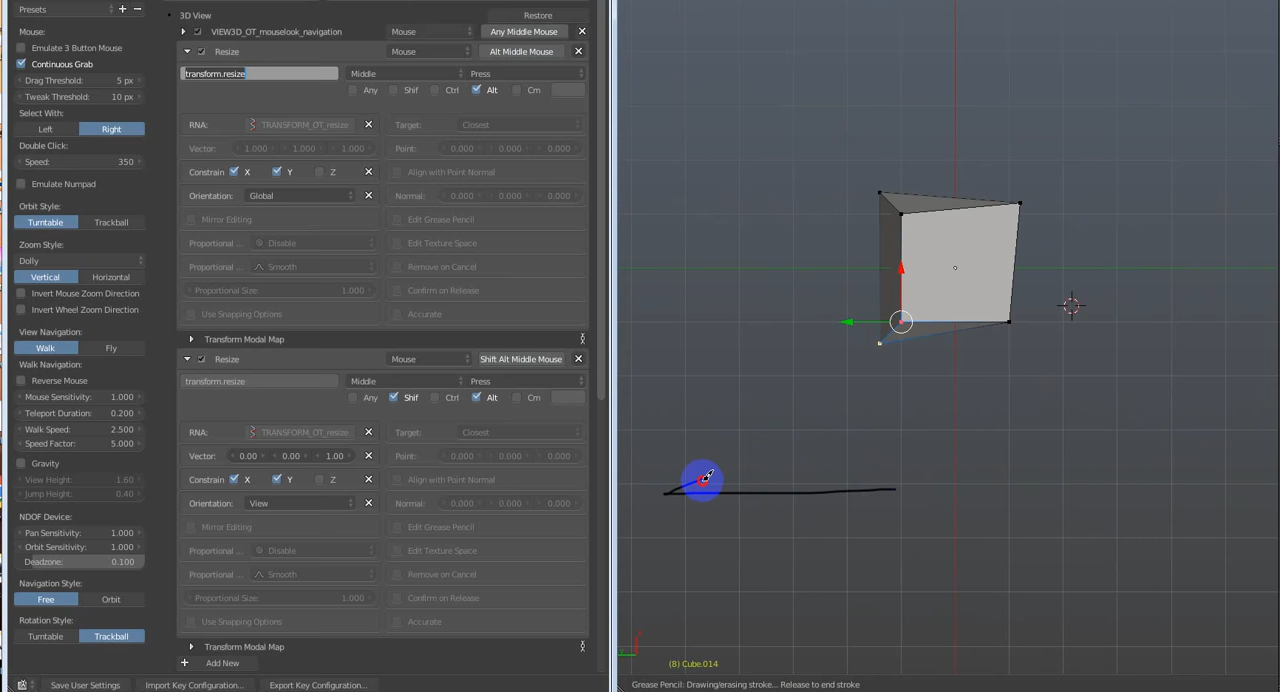 Presets
3D View
Restore
Mouse:
Emulate 3 Button Mouse
Continuous Grab
Drag Threshold: 5 px
Tweak Threshold: 10 px
Select With:
Left Right
Double Click:
Speed: 350
Emulate Numpad
Orbit Style:
Turntable Trackball
Zoom Style:
Dolly
Vertical Horizontal
Invert Mouse Zoom Direction
Invert Wheel Zoom Direction
View Navigation:
Walk Fly
Walk Navigation:
Reverse Mouse
Mouse Sensitivity: 1.000
Teleport Duration: 0.200
Walk Speed: 2.500
Speed Factor: 5.000
Gravity
View Height: 1.60
Jump Height: 0.40
NDOF Device:
Pan Sensitivity: 1.000
Orbit Sensitivity: 1.000
Deadzone: 0.100
Navigation Style:
Free Orbit
Rotation Style:
Turntable Trackball
VIEW3D_OT_mouselook_navigation Mouse Any Middle Mouse
Resize Mouse Alt Middle Mouse
transform.resize Middle Press
Any Shif Ctrl Alt Cm
RNA: TRANSFORM_OT_resize Target: Closest
Vector: 1.000 1.000 1.000 Point: 0.000 0.000 0.000
Constrain X Y Z Align with Point Normal
Orientation: Global Normal: 0.000 0.000 0.000
Mirror Editing Edit Grease Pencil
Proportional ... Disable Edit Texture Space
Proportional ... Smooth Remove on Cancel
Proportional Size: 1.000 Confirm on Release
Use Snapping Options Accurate
Transform Modal Map
Resize Mouse Shift Alt Middle Mouse
transform.resize Middle Press
Any Shif Ctrl Alt Cm
RNA: TRANSFORM_OT_resize Target: Closest
Vector: 0.00 0.00 1.00 Point: 0.000 0.000 0.000
Constrain X Y Z Align with Point Normal
Orientation: View Normal: 0.000 0.000 0.000
Mirror Editing Edit Grease Pencil
Proportional ... Disable Edit Texture Space
Proportional ... Smooth Remove on Cancel
Proportional Size: 1.000 Confirm on Release
Use Snapping Options Accurate
Transform Modal Map
Add New
Save User Settings Import Key Configuration... Export Key Configuration...
(8) Cube.014
Grease Pencil: Drawing/erasing stroke... Release to end stroke